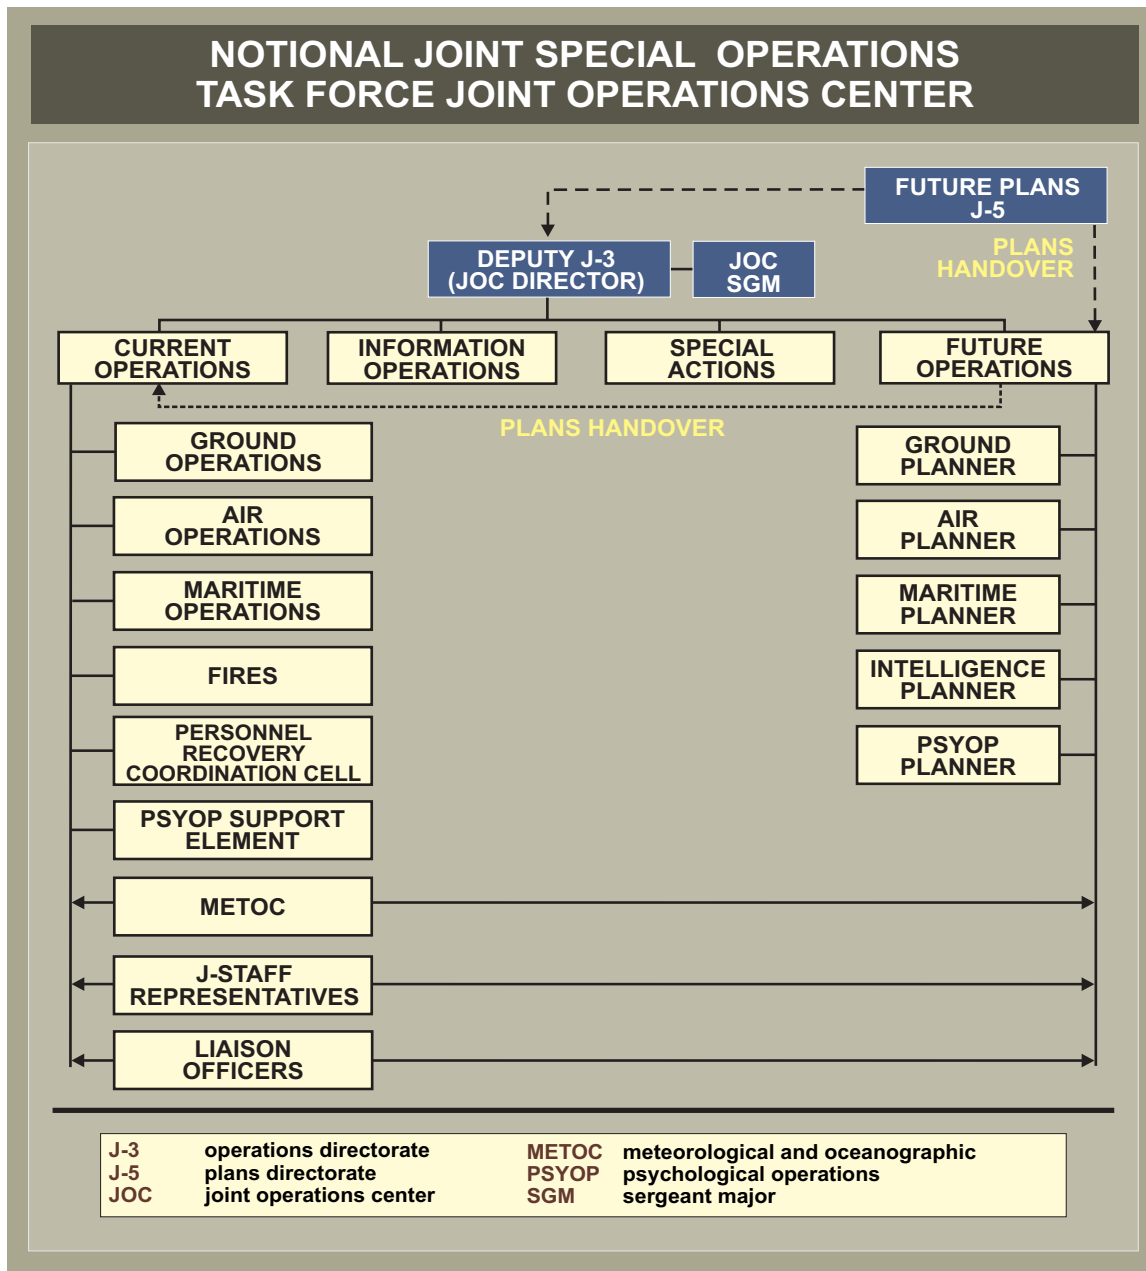 NOTIONAL JOINT SPECIAL OPERATIONS
TASK FORCE JOINT OPERATIONS CENTER
FUTURE PLANS
J-5
PLANS
HANDOVER
DEPUTY J-3
(JOC DIRECTOR)
JOC
SGM
CURRENT
OPERATIONS
INFORMATION
OPERATIONS
SPECIAL
ACTIONS
FUTURE
OPERATIONS
PLANS HANDOVER
GROUND
OPERATIONS
AIR
OPERATIONS
MARITIME
OPERATIONS
FIRES
PERSONNEL
RECOVERY
COORDINATION CELL
PSYOP SUPPORT
ELEMENT
METOC
J-STAFF
REPRESENTATIVES
LIAISON
OFFICERS
GROUND
PLANNER
AIR
PLANNER
MARITIME
PLANNER
INTELLIGENCE
PLANNER
PSYOP
PLANNER
J-3 operations directorate
J-5 plans directorate
JOC joint operations center
METOC meteorological and oceanographic
PSYOP psychological operations
SGM sergeant major